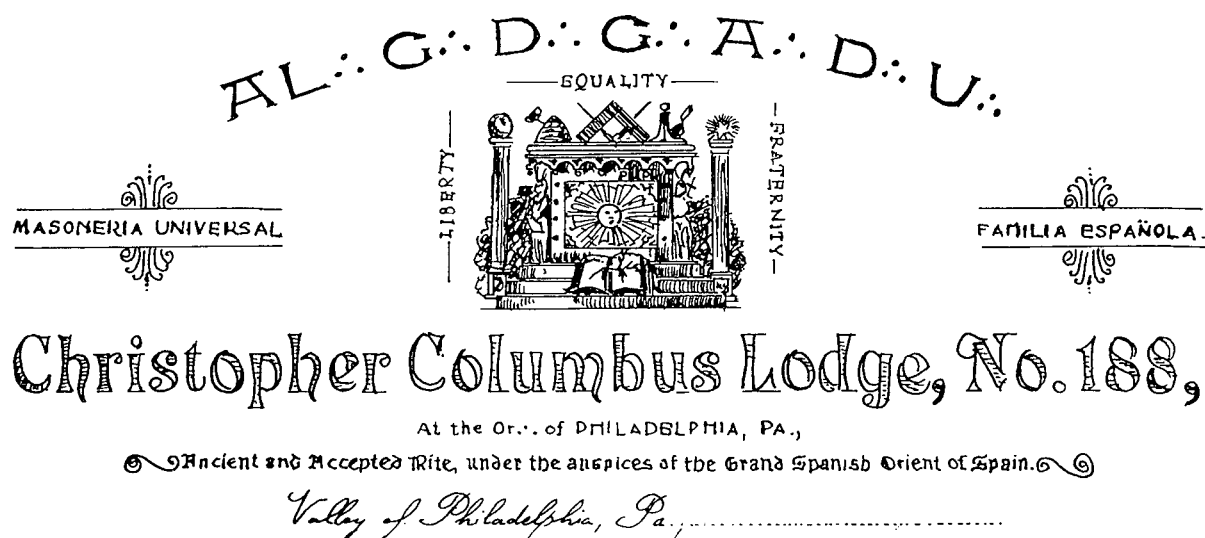 AL∴ G∴ D∴ G∴ A∴ D∴ U∴
EQUALITY
LIBERTY
FRATERNITY
MASONERIA UNIVERSAL
FAMILIA ESPAÑOLA.
Christopher Columbus Lodge, No. 188,
At the Or∴ of PHILADELPHIA, PA.,
Ancient and Accepted Rite, under the auspices of the Grand Spanish Orient of Spain.
Valley of Philadelphia, Pa.,